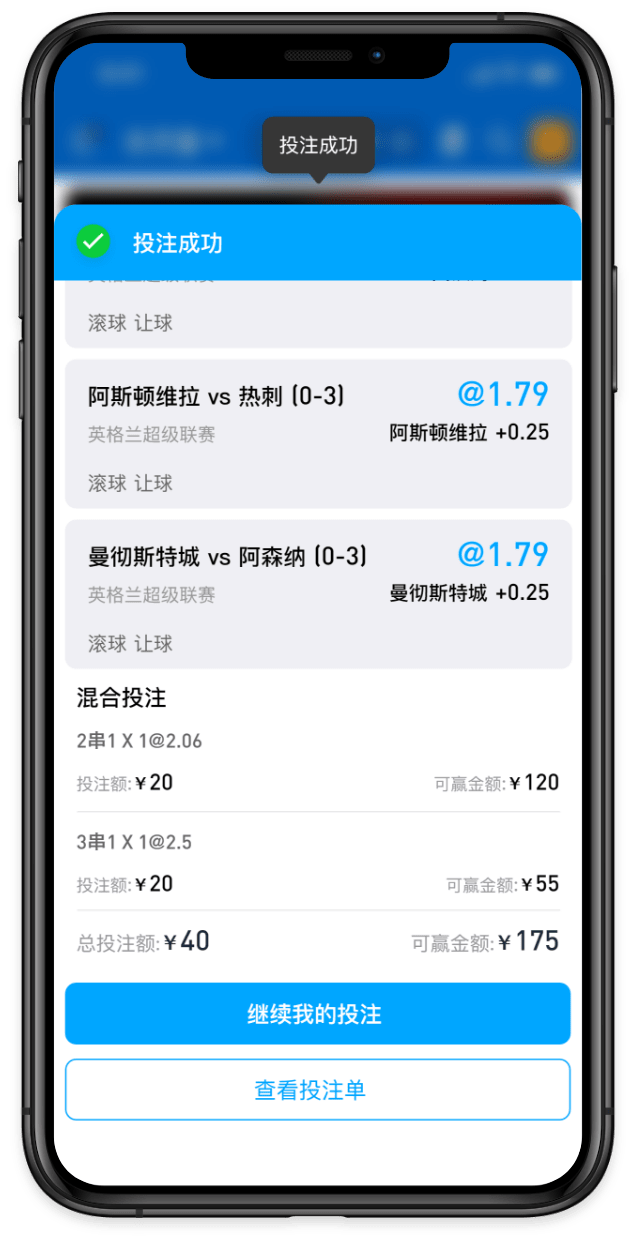 投注成功
投注成功
滚球 让球
阿斯顿维拉 vs 热刺 (0-3)
@1.79
英格兰超级联赛
阿斯顿维拉 +0.25
滚球 让球
曼彻斯特城 vs 阿森纳 (0-3)
@1.79
英格兰超级联赛
曼彻斯特城 +0.25
滚球 让球
混合投注
2串1 X 1@2.06
投注额:¥20
可赢金额:¥120
3串1 X 1@2.5
投注额:¥20
可赢金额:¥55
总投注额:¥40
可赢金额:¥175
继续我的投注
查看投注单